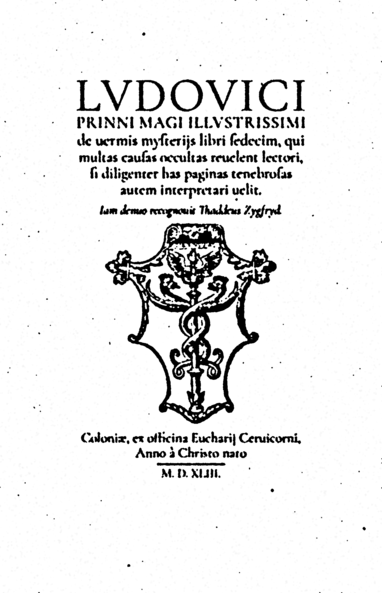 LVDOVICI
PRINNI MAGI ILLVSTRISSIMI
de uermis myſterijs libri ſedecim, qui
multas cauſas occultas reuelent lectori,
ſi diligenter has paginas tenebroſas
autem interpretari uelit.
Iam denuo recognouit Thaddeus Zygfryd
Coloniæ, ex officina Eucharij Ceruicorni,
Anno à Christo nato
M. D. XLIII.